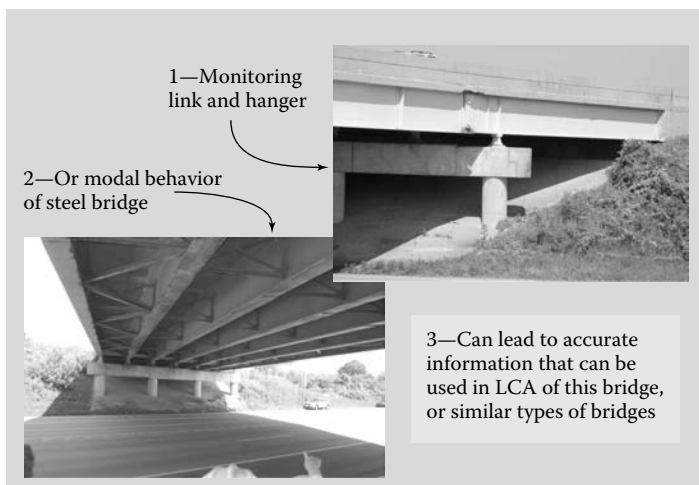 1—Monitoring
link and hanger
2—Or modal behavior
of steel bridge
3—Can lead to accurate
information that can be
used in LCA of this bridge,
or similar types of bridges